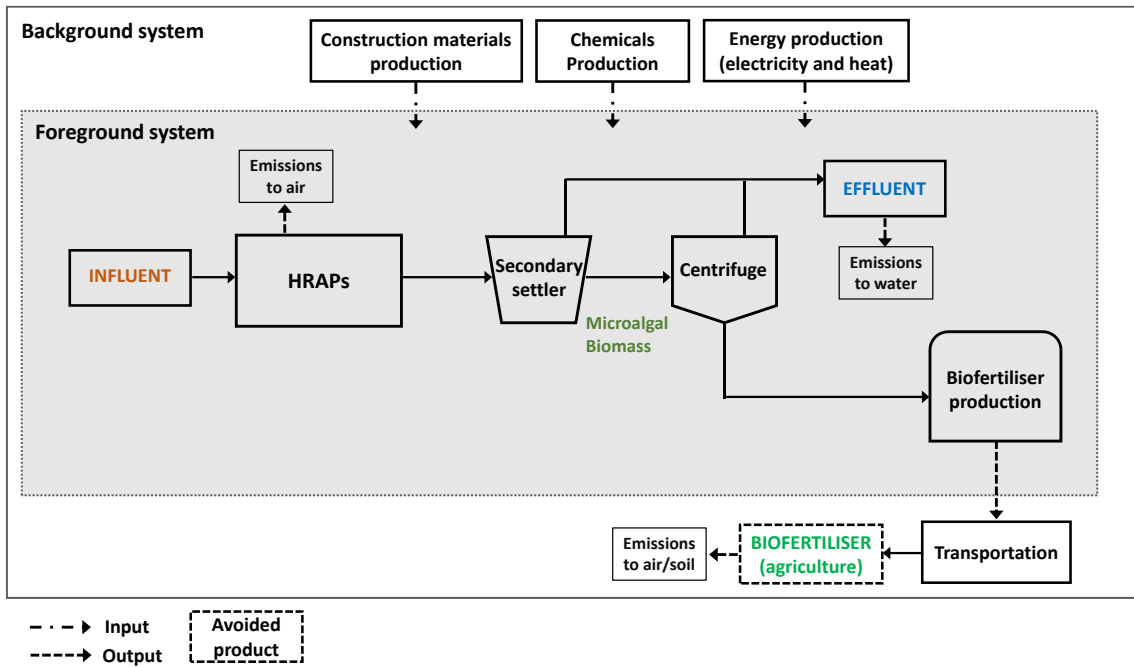 Background system
Construction materials
production
Chemicals
Production
Energy production
(electricity and heat)
Foreground system
Emissions
to air
INFLUENT
HRAPs
Secondary
settler
Microalgal
Biomass
Centrifuge
EFFLUENT
Emissions
to water
Biofertiliser
production
Emissions
to air/soil
BIOFERTILISER
(agriculture)
Transportation
Input
Output
Avoided
product